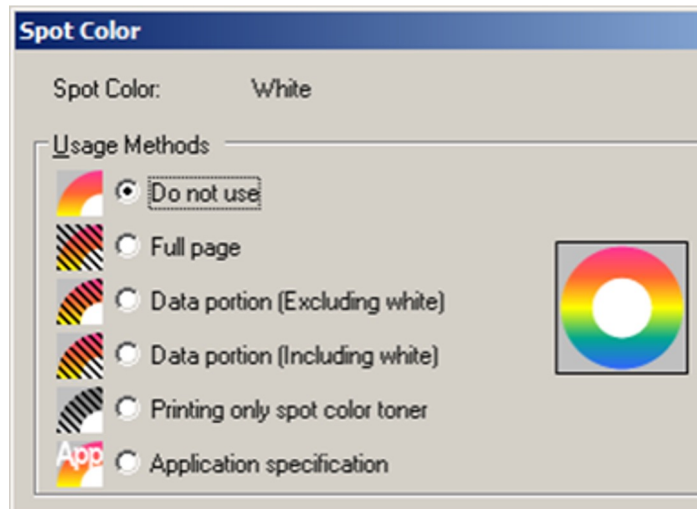 Spot Color
Spot Color: White
Usage Methods
Do not use
Full page
Data portion (Excluding white)
Data portion (Including white)
Printing only spot color toner
App Application specification